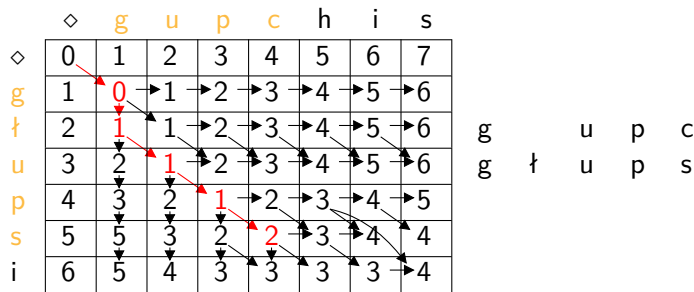 ◇ g u p c h i s
◇ 0 1 2 3 4 5 6 7
g 1 0 1 2 3 4 5 6
ł 2 1 1 2 3 4 5 6
u 3 2 1 2 3 4 5 6
p 4 3 2 1 2 3 4 5
s 5 5 3 2 2 3 4 4
i 6 5 4 3 3 3 3 4
g u p c
g ł u p s